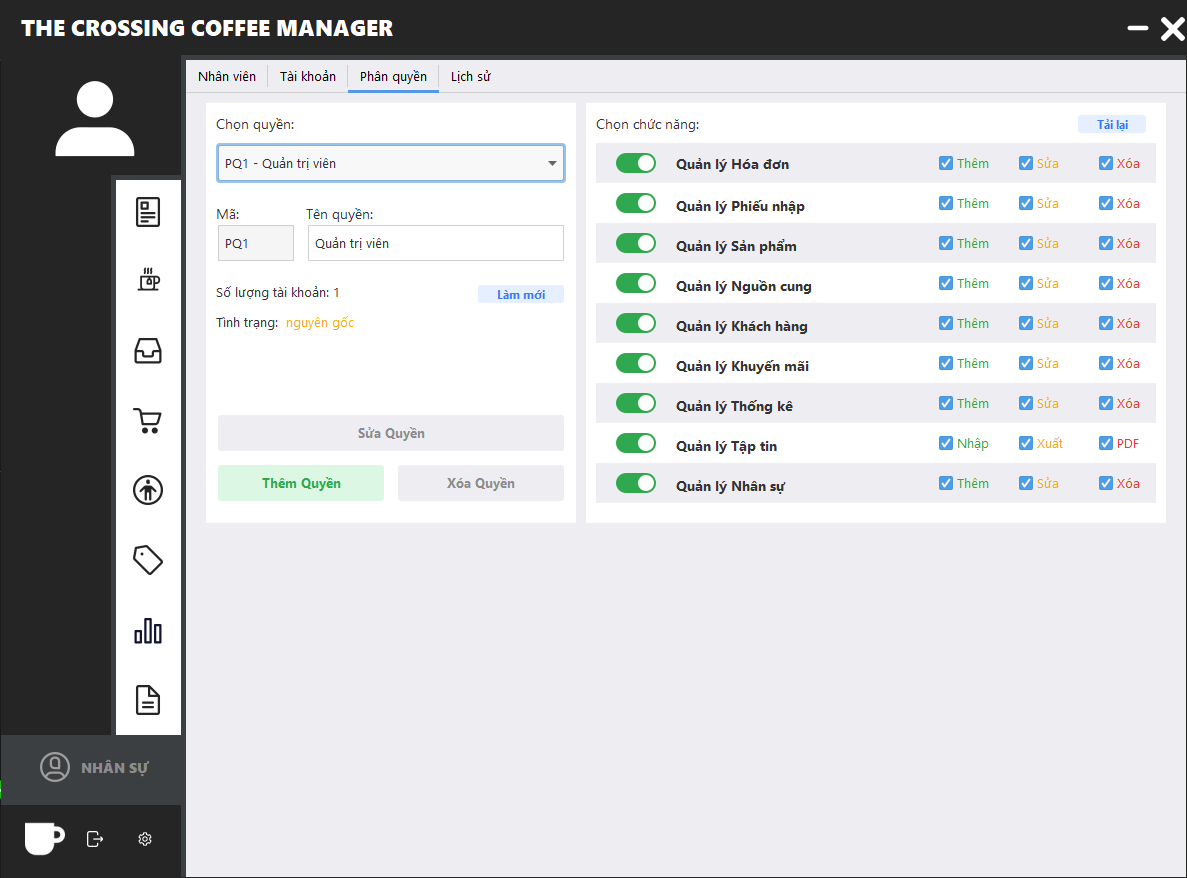 THE CROSSING COFFEE MANAGER
Nhân viên Tài khoản Phân quyền Lịch sử
Chọn quyền:
PQ1 - Quản trị viên
Mã: Tên quyền:
PQ1 Quản trị viên
Số lượng tài khoản: 1 Làm mới
Tình trạng: nguyên gốc
Sửa Quyền
Thêm Quyền Xóa Quyền
Chọn chức năng: Tải lại
Quản lý Hóa đơn Thêm Sửa Xóa
Quản lý Phiếu nhập Thêm Sửa Xóa
Quản lý Sản phẩm Thêm Sửa Xóa
Quản lý Nguồn cung Thêm Sửa Xóa
Quản lý Khách hàng Thêm Sửa Xóa
Quản lý Khuyến mãi Thêm Sửa Xóa
Quản lý Thống kê Thêm Sửa Xóa
Quản lý Tập tin Nhập Xuất PDF
Quản lý Nhân sự Thêm Sửa Xóa
NHÂN SỰ